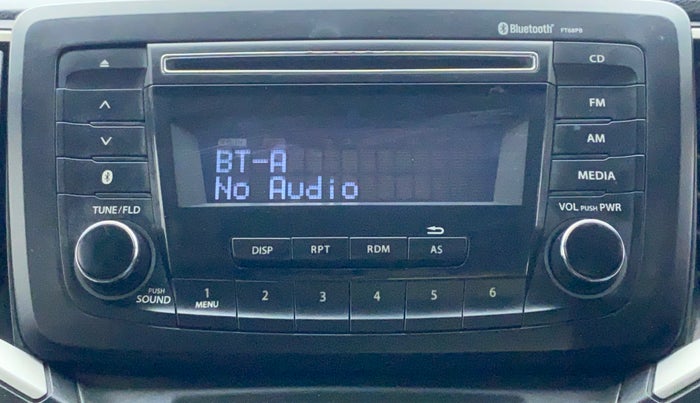 Bluetooth® FT68PB
CD
FM
AM
MEDIA
BT-A
No Audio
TUNE/FLD
VOL PUSH PWR
DISP RPT RDM AS
PUSH
SOUND
1 2 3 4 5 6
MENU